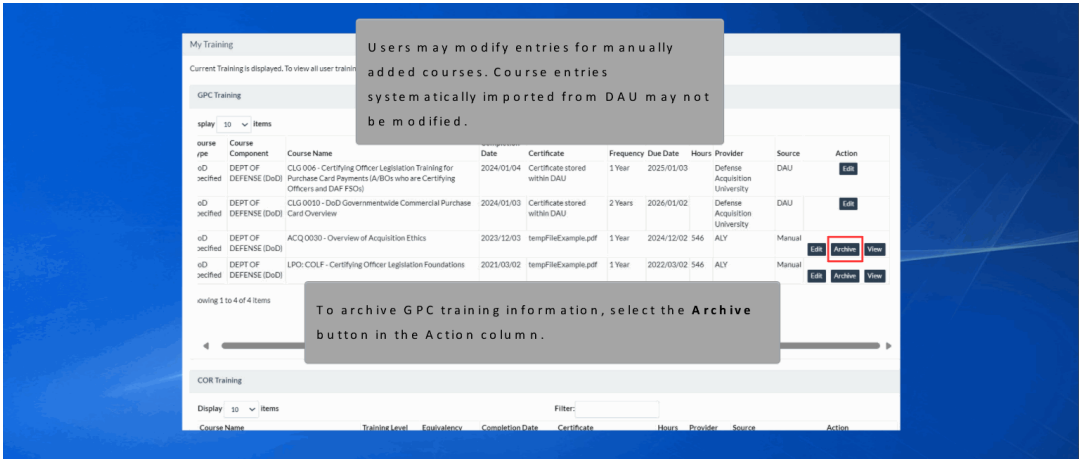 My Training
Users may modify entries for manually
added courses. Course entries
systematically imported from DAU may not
be modified.
Current Training is displayed. To view all user trainin
GPC Training
splay 10 items
ourse Course
ype Component Course Name Date Certificate Frequency Due Date Hours Provider Source Action
oD DEPT OF CLG 006 - Certifying Officer Legislation Training for 2024/01/04 Certificate stored 1 Year 2025/01/03 Defense DAU Edit
pecified DEFENSE (DoD) Purchase Card Payments (A/BOs who are Certifying within DAU Acquisition
Officers and DAF FSOs) University
oD DEPT OF CLG 0010 - DoD Governmentwide Commercial Purchase 2024/01/03 Certificate stored 2 Years 2026/01/02 Defense DAU Edit
pecified DEFENSE (DoD) Card Overview within DAU Acquisition
University
oD DEPT OF ACQ 0030 - Overview of Acquisition Ethics 2023/12/03 tempFileExample.pdf 1 Year 2024/12/02 546 ALY Manual
pecified DEFENSE (DoD) Edit Archive View
oD DEPT OF LPO: COLF - Certifying Officer Legislation Foundations 2021/03/02 tempFileExample.pdf 1 Year 2022/03/02 546 ALY Manual
pecified DEFENSE (DoD) Edit Archive View
owing 1 to 4 of 4 items
To archive GPC training information, select the Archive
button in the Action column.
COR Training
Display 10 items Filter:
Course Name Training Level Equivalency Completion Date Certificate Hours Provider Source Action